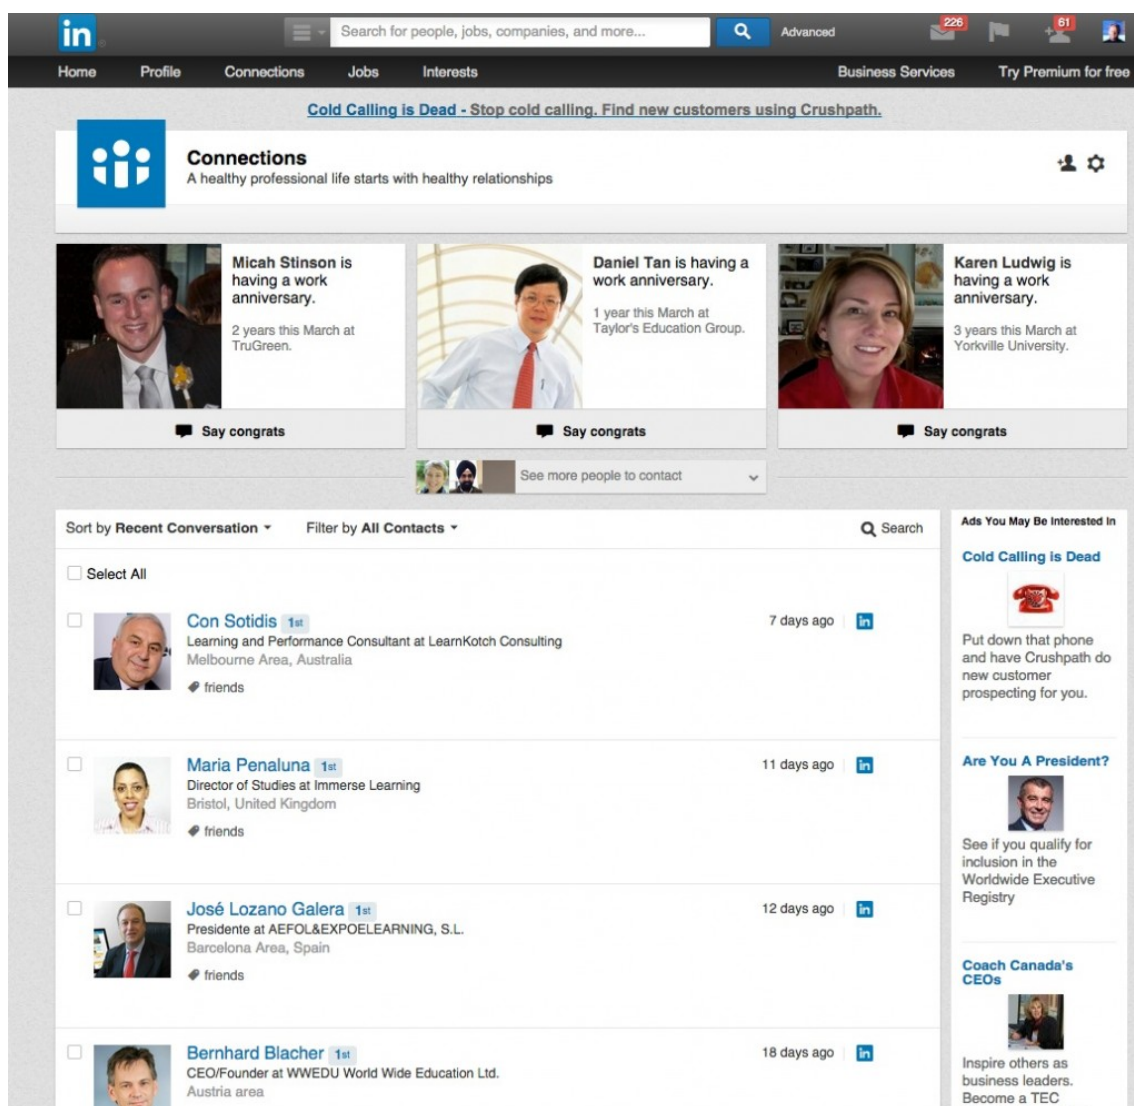 in
Search for people, jobs, companies, and more...
Advanced
226
61
Home
Profile
Connections
Jobs
Interests
Business Services
Try Premium for free
Cold Calling is Dead - Stop cold calling. Find new customers using Crushpath.
Connections
A healthy professional life starts with healthy relationships
Micah Stinson is
having a work
anniversary.
2 years this March at
TruGreen.
Say congrats
Daniel Tan is having a
work anniversary.
1 year this March at
Taylor's Education Group.
Say congrats
Karen Ludwig is
having a work
anniversary.
3 years this March at
Yorkville University.
Say congrats
See more people to contact
Sort by Recent Conversation
Filter by All Contacts
Search
Select All
Con Sotidis 1st
7 days ago
in
Learning and Performance Consultant at LearnKotch Consulting
Melbourne Area, Australia
friends
Maria Penaluna 1st
11 days ago
in
Director of Studies at Immerse Learning
Bristol, United Kingdom
friends
José Lozano Galera 1st
12 days ago
in
Presidente at AEFOL&EXPOELEARNING, S.L.
Barcelona Area, Spain
friends
Bernhard Blacher 1st
18 days ago
in
CEO/Founder at WWEDU World Wide Education Ltd.
Austria area
Ads You May Be Interested In
Cold Calling is Dead
Put down that phone
and have Crushpath do
new customer
prospecting for you.
Are You A President?
See if you qualify for
inclusion in the
Worldwide Executive
Registry
Coach Canada's
CEOs
Inspire others as
business leaders.
Become a TEC